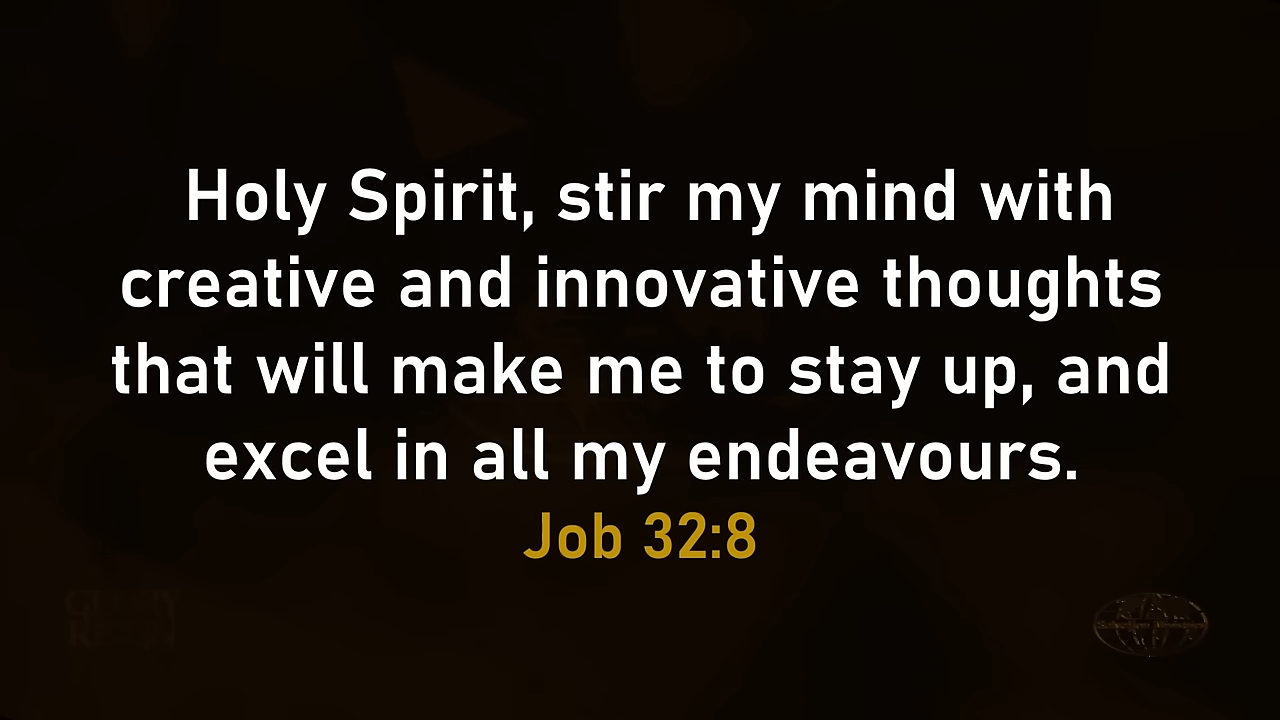 Holy Spirit, stir my mind with
creative and innovative thoughts
that will make me to stay up, and
excel in all my endeavours.
Job 32:8